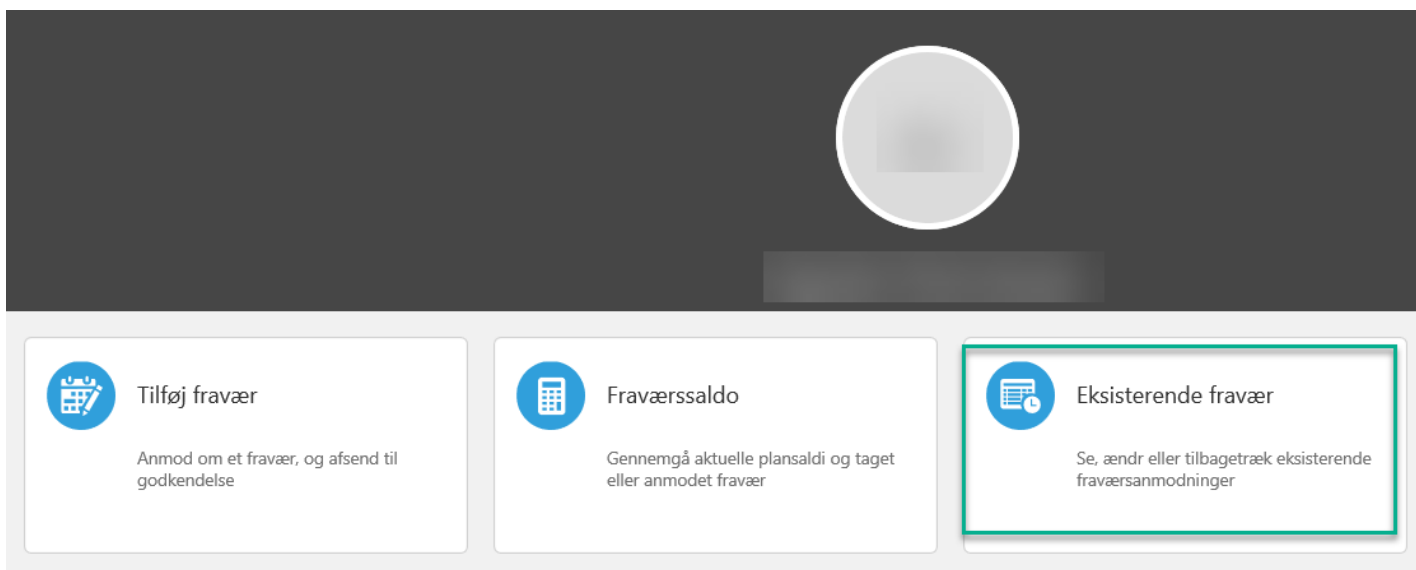 Tilføj fravær
Anmod om et fravær, og afsend til
godkendelse
Fraværssaldo
Gennemgå aktuelle plansaldi og taget
eller anmodet fravær
Eksisterende fravær
Se, ændr eller tilbagetræk eksisterende
fraværsanmodninger